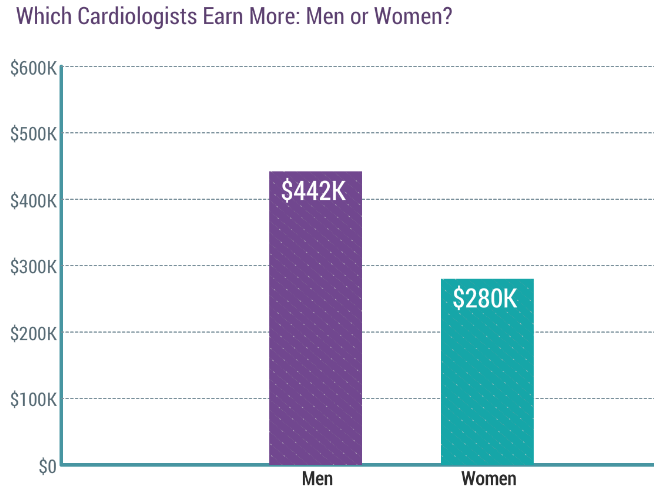 Which Cardiologists Earn More: Men or Women?
$600K
$500K
$400K
$300K
$200K
$100K
$0
$442K
$280K
Men
Women